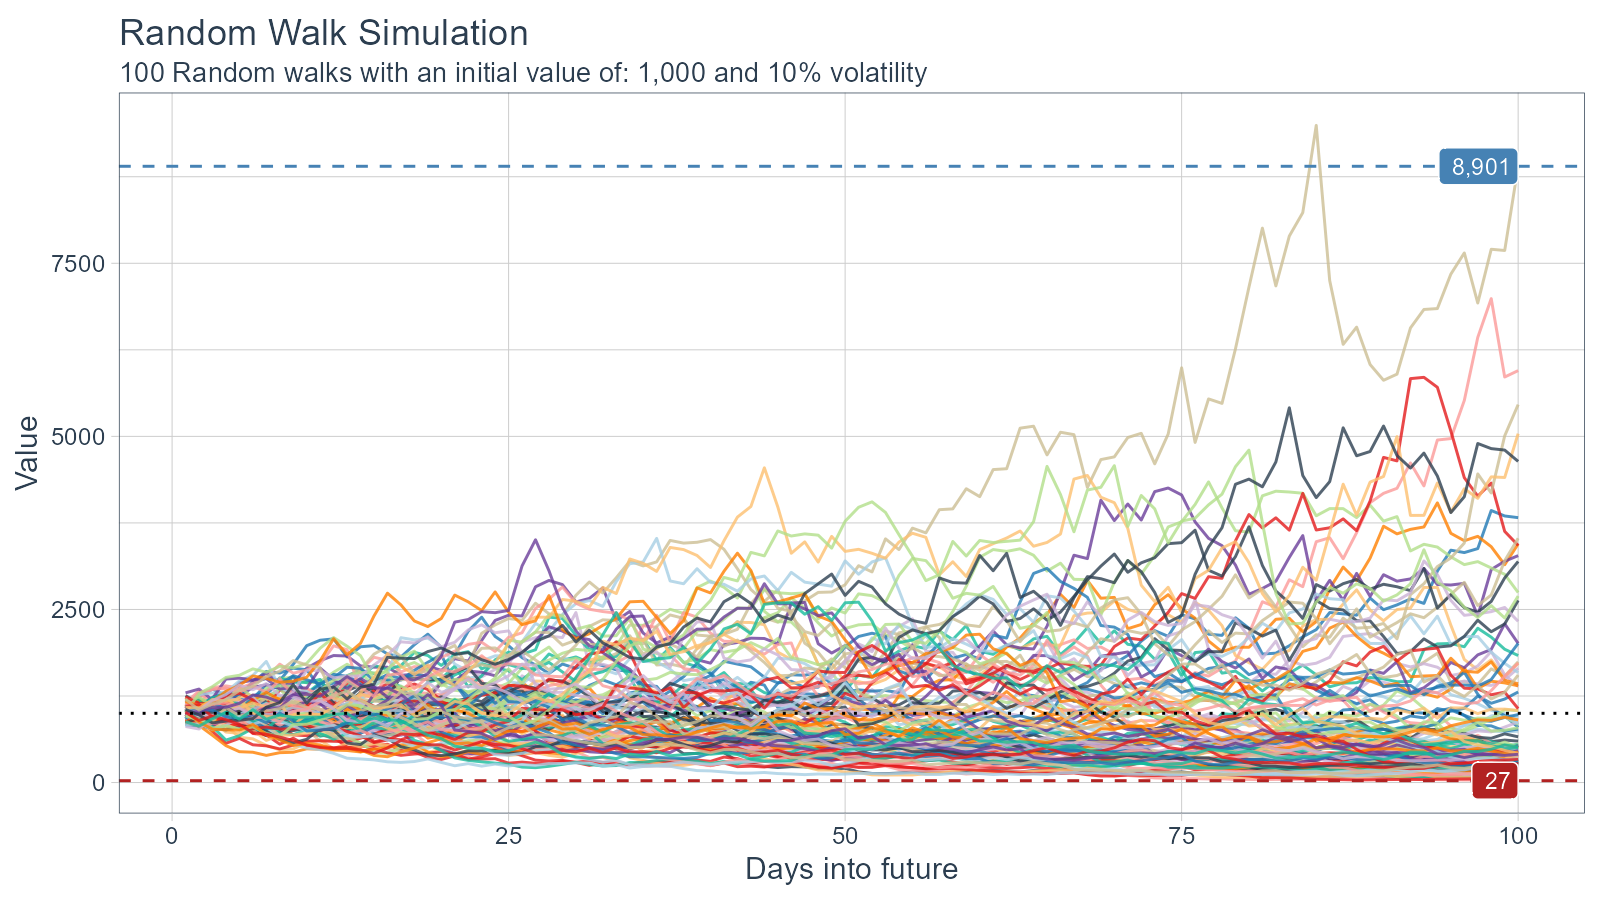 Random Walk Simulation
100 Random walks with an initial value of: 1,000 and 10% volatility
8,901
7500
5000
2500
0
27
Value
0 25 50 75 100
Days into future